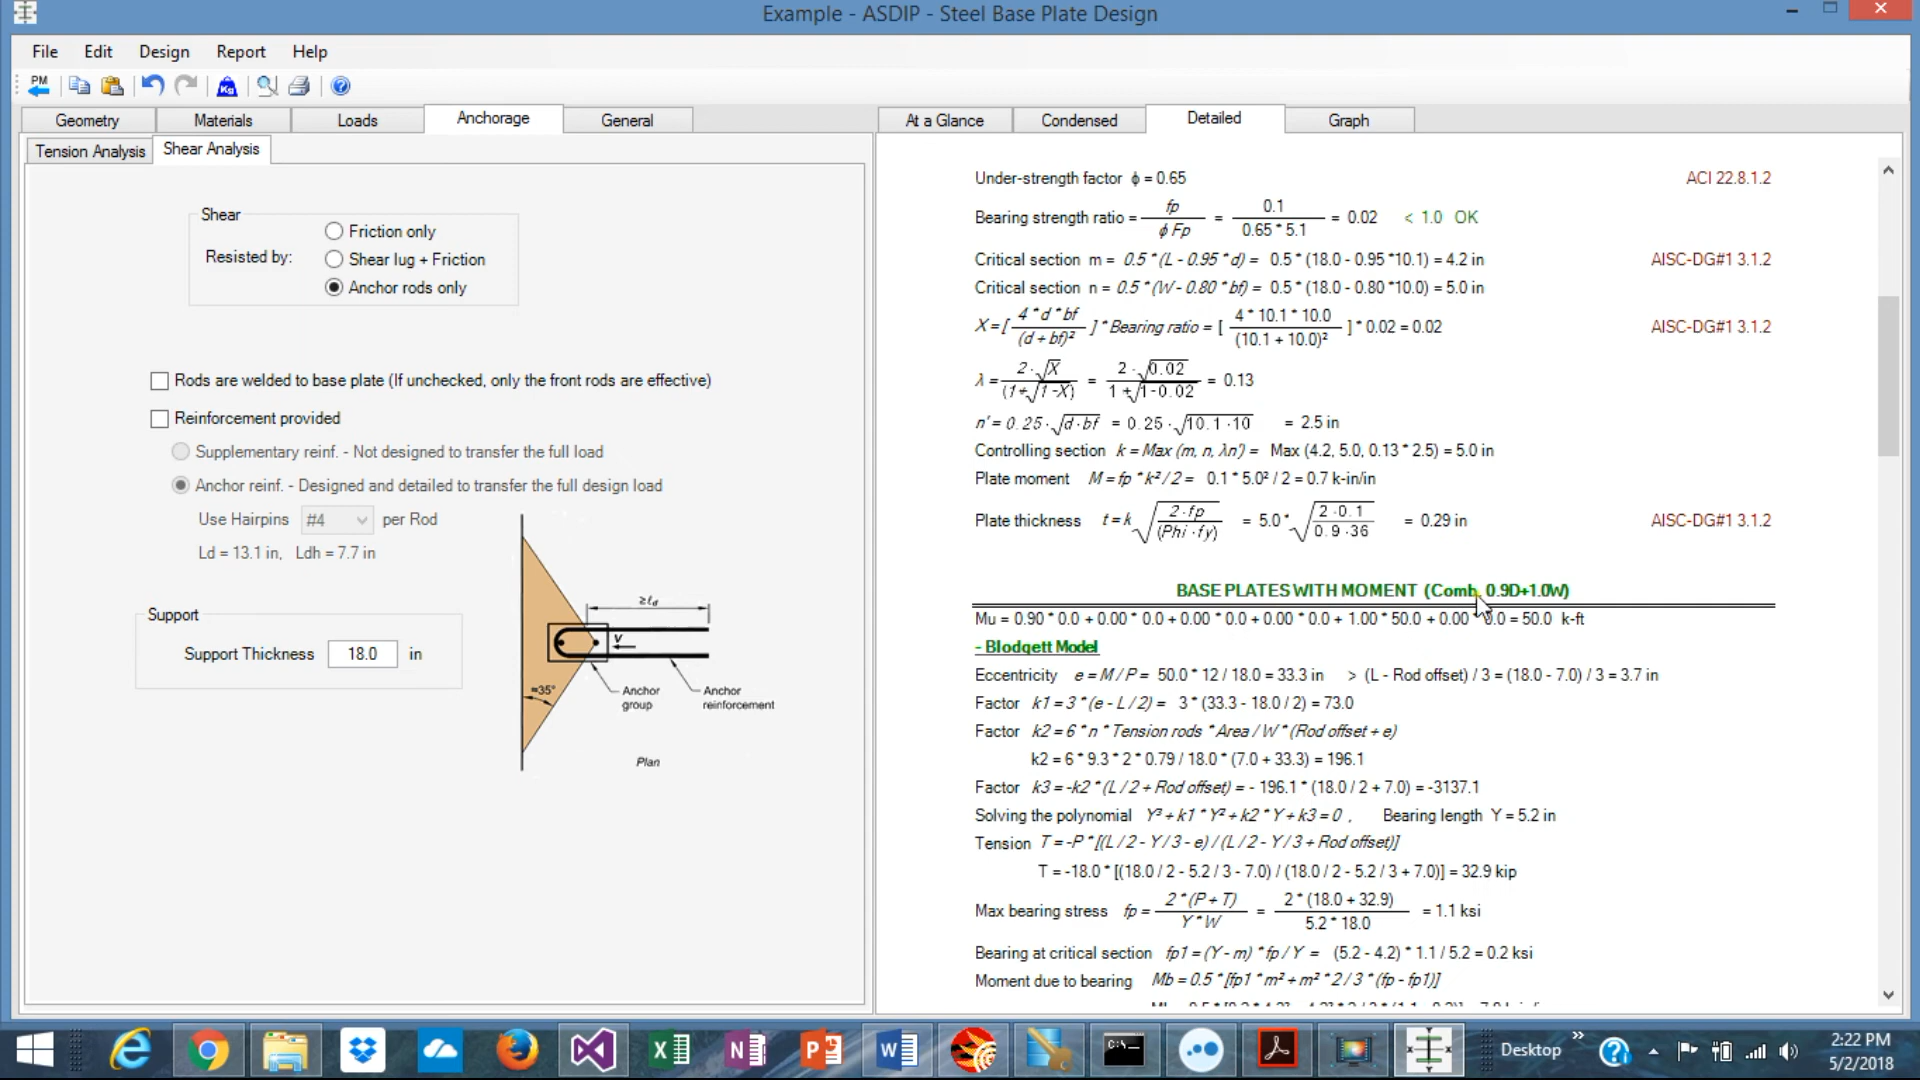 Example - ASDIP - Steel Base Plate Design
File Edit Design Report Help
PM Kg
Geometry Materials Loads Anchorage General
Tension Analysis Shear Analysis
Shear
Resisted by:
Friction only
Shear lug + Friction
Anchor rods only
Rods are welded to base plate (If unchecked, only the front rods are effective)
Reinforcement provided
Supplementary reinf. - Not designed to transfer the full load
Anchor reinf. - Designed and detailed to transfer the full design load
Use Hairpins #4 per Rod
Ld = 13.1 in, Ldh = 7.7 in
≥ℓd
V
≈35°
Anchor group
Anchor reinforcement
Plan
Support
Support Thickness 18.0 in
At a Glance Condensed Detailed Graph
Under-strength factor ϕ = 0.65 ACI 22.8.1.2
Bearing strength ratio = fp / ϕ Fp = 0.1 / 0.65 * 5.1 = 0.02 < 1.0 OK
Critical section m = 0.5 * (L - 0.95 * d) = 0.5 * (18.0 - 0.95 *10.1) = 4.2 in AISC-DG#1 3.1.2
Critical section n = 0.5 * (W - 0.80 * bf) = 0.5 * (18.0 - 0.80 *10.0) = 5.0 in
X = [ 4 * d * bf / (d + bf)² ] * Bearing ratio = [ 4 * 10.1 * 10.0 / (10.1 + 10.0)² ] * 0.02 = 0.02 AISC-DG#1 3.1.2
λ = 2·√X / (1+√1-X) = 2·√0.02 / 1+√1-0.02 = 0.13
n' = 0.25·√d·bf = 0.25·√10.1·10 = 2.5 in
Controlling section k = Max (m, n, λn') = Max (4.2, 5.0, 0.13 * 2.5) = 5.0 in
Plate moment M = fp * k² / 2 = 0.1 * 5.0² / 2 = 0.7 k-in/in
Plate thickness t = k √ 2·fp / (Phi·fy) = 5.0 * √ 2·0.1 / 0.9·36 = 0.29 in AISC-DG#1 3.1.2
BASE PLATES WITH MOMENT (Comb. 0.9D+1.0W)
Mu = 0.90 * 0.0 + 0.00 * 0.0 + 0.00 * 0.0 + 0.00 * 0.0 + 1.00 * 50.0 + 0.00 * 0.0 = 50.0 k-ft
- Blodgett Model
Eccentricity e = M / P = 50.0 * 12 / 18.0 = 33.3 in > (L - Rod offset) / 3 = (18.0 - 7.0) / 3 = 3.7 in
Factor k1 = 3 * (e - L / 2) = 3 * (33.3 - 18.0 / 2) = 73.0
Factor k2 = 6 * n * Tension rods * Area / W * (Rod offset + e)
k2 = 6 * 9.3 * 2 * 0.79 / 18.0 * (7.0 + 33.3) = 196.1
Factor k3 = -k2 * (L / 2 + Rod offset) = - 196.1 * (18.0 / 2 + 7.0) = -3137.1
Solving the polynomial Y³ + k1 * Y² + k2 * Y + k3 = 0 , Bearing length Y = 5.2 in
Tension T = -P * [(L / 2 - Y / 3 - e) / (L / 2 - Y / 3 + Rod offset)]
T = -18.0 * [(18.0 / 2 - 5.2 / 3 - 7.0) / (18.0 / 2 - 5.2 / 3 + 7.0)] = 32.9 kip
Max bearing stress fp = 2 * (P + T) / Y * W = 2 * (18.0 + 32.9) / 5.2 * 18.0 = 1.1 ksi
Bearing at critical section fp1 = (Y - m) * fp / Y = (5.2 - 4.2) * 1.1 / 5.2 = 0.2 ksi
Moment due to bearing Mb = 0.5 * [fp1 * m² + m² * 2 / 3 * (fp - fp1)]
Desktop
2:22 PM
5/2/2018